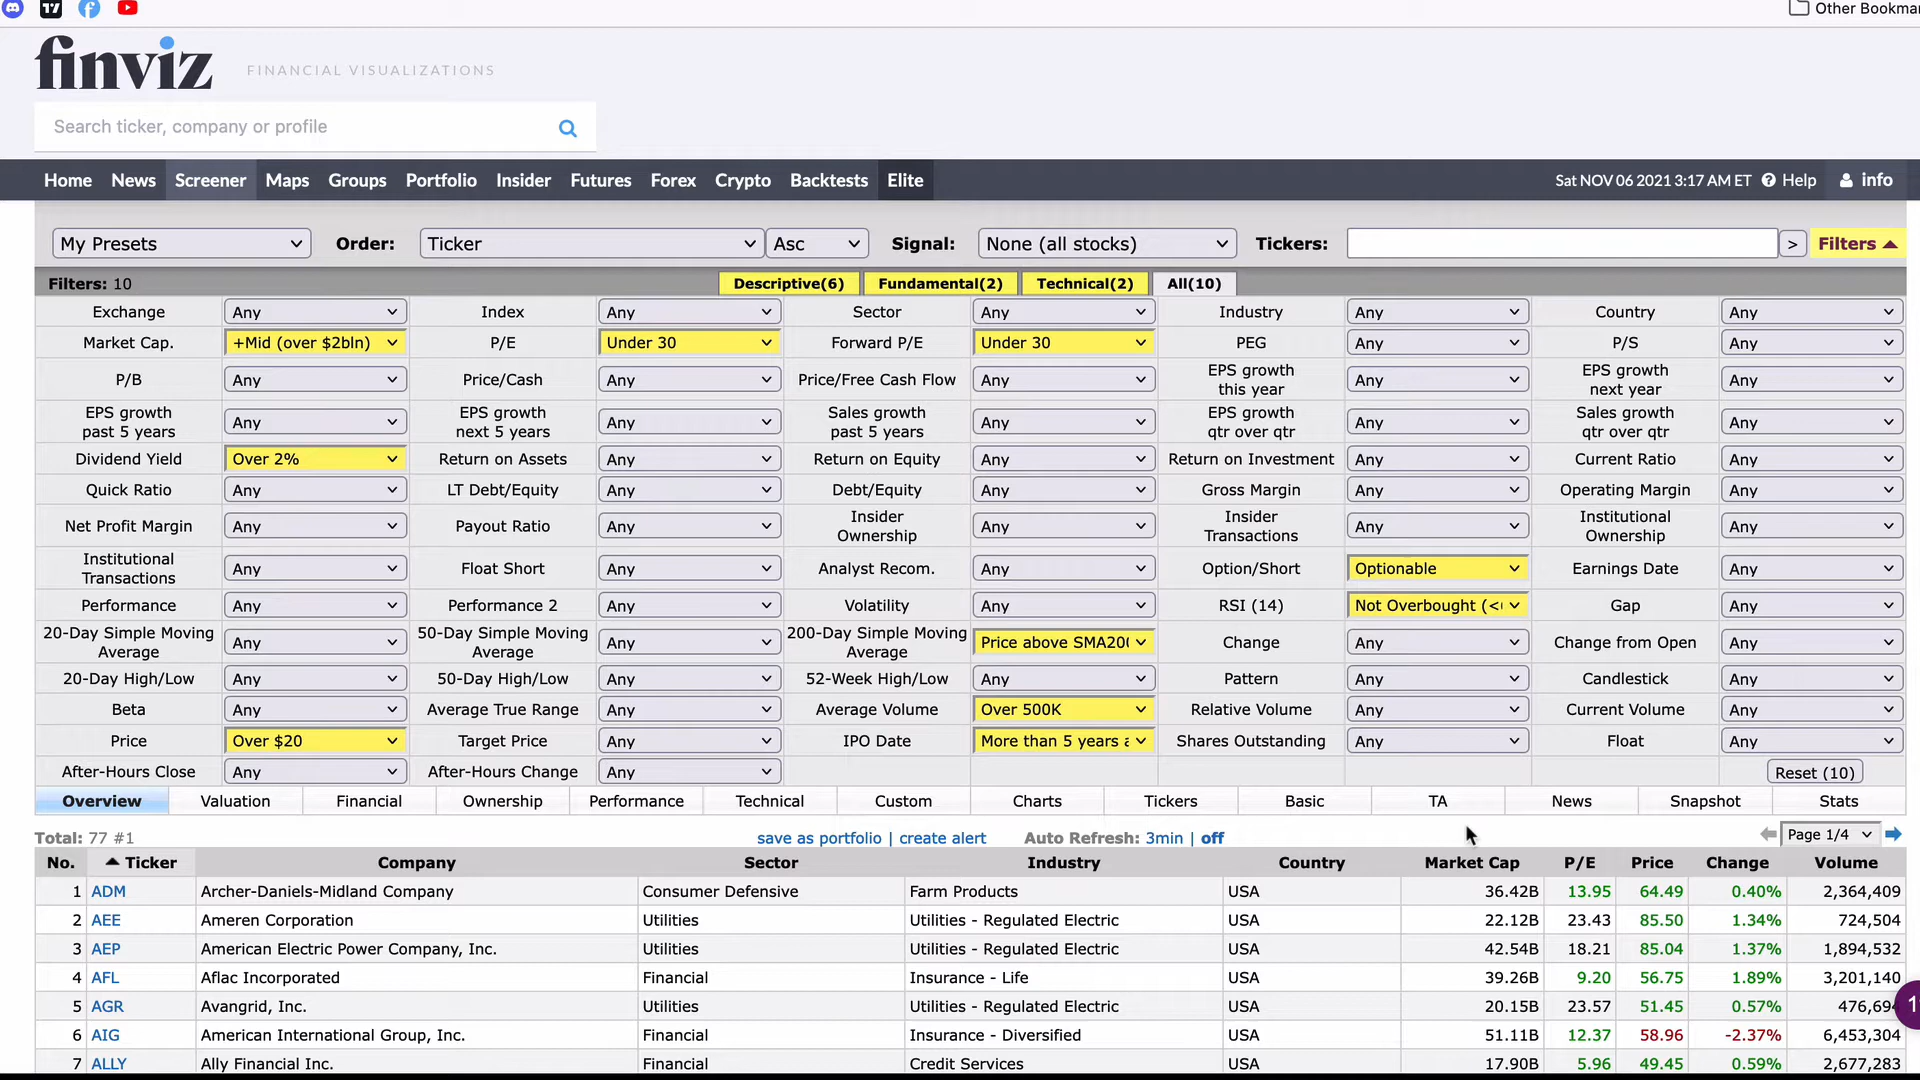 Other Bookmar
finviz FINANCIAL VISUALIZATIONS
Search ticker, company or profile
Home News Screener Maps Groups Portfolio Insider Futures Forex Crypto Backtests Elite Sat NOV 06 2021 3:17 AM ET Help info
My Presets Order: Ticker Asc Signal: None (all stocks) Tickers: > Filters
Filters: 10 Descriptive(6) Fundamental(2) Technical(2) All(10)
Exchange Any Index Any Sector Any Industry Any Country Any
Market Cap. +Mid (over $2bln) P/E Under 30 Forward P/E Under 30 PEG Any P/S Any
P/B Any Price/Cash Any Price/Free Cash Flow Any EPS growth this year Any EPS growth next year Any
EPS growth past 5 years Any EPS growth next 5 years Any Sales growth past 5 years Any EPS growth qtr over qtr Any Sales growth qtr over qtr Any
Dividend Yield Over 2% Return on Assets Any Return on Equity Any Return on Investment Any Current Ratio Any
Quick Ratio Any LT Debt/Equity Any Debt/Equity Any Gross Margin Any Operating Margin Any
Net Profit Margin Any Payout Ratio Any Insider Ownership Any Insider Transactions Any Institutional Ownership Any
Institutional Transactions Any Float Short Any Analyst Recom. Any Option/Short Optionable Earnings Date Any
Performance Any Performance 2 Any Volatility Any RSI (14) Not Overbought (< Gap Any
20-Day Simple Moving Average Any 50-Day Simple Moving Average Any 200-Day Simple Moving Average Price above SMA200 Change Any Change from Open Any
20-Day High/Low Any 50-Day High/Low Any 52-Week High/Low Any Pattern Any Candlestick Any
Beta Any Average True Range Any Average Volume Over 500K Relative Volume Any Current Volume Any
Price Over $20 Target Price Any IPO Date More than 5 years a Shares Outstanding Any Float Any
After-Hours Close Any After-Hours Change Any Reset (10)
Overview Valuation Financial Ownership Performance Technical Custom Charts Tickers Basic TA News Snapshot Stats
Total: 77 #1 save as portfolio | create alert Auto Refresh: 3min | off Page 1/4
No. Ticker Company Sector Industry Country Market Cap P/E Price Change Volume
1 ADM Archer-Daniels-Midland Company Consumer Defensive Farm Products USA 36.42B 13.95 64.49 0.40% 2,364,409
2 AEE Ameren Corporation Utilities Utilities - Regulated Electric USA 22.12B 23.43 85.50 1.34% 724,504
3 AEP American Electric Power Company, Inc. Utilities Utilities - Regulated Electric USA 42.54B 18.21 85.04 1.37% 1,894,532
4 AFL Aflac Incorporated Financial Insurance - Life USA 39.26B 9.20 56.75 1.89% 3,201,140
5 AGR Avangrid, Inc. Utilities Utilities - Regulated Electric USA 20.15B 23.57 51.45 0.57% 476,694
6 AIG American International Group, Inc. Financial Insurance - Diversified USA 51.11B 12.37 58.96 -2.37% 6,453,304
7 ALLY Ally Financial Inc. Financial Credit Services USA 17.90B 5.96 49.45 0.59% 2,677,283